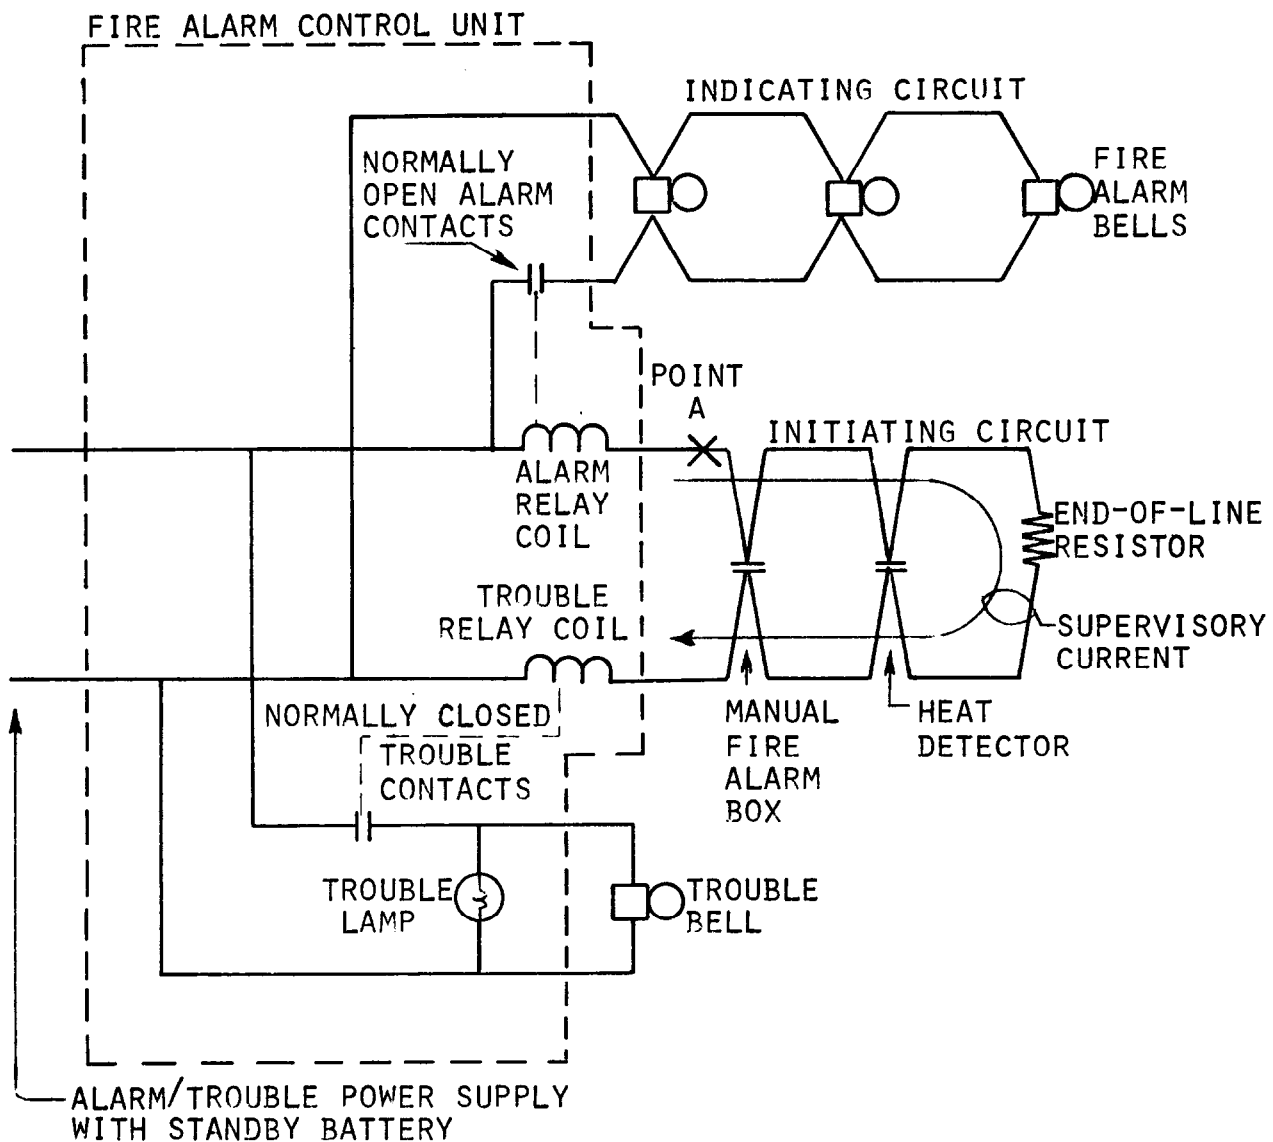 FIRE ALARM CONTROL UNIT
INDICATING CIRCUIT
NORMALLY
OPEN ALARM
CONTACTS
FIRE
ALARM
BELLS
POINT
A
INITIATING CIRCUIT
ALARM
RELAY
COIL
END-OF-LINE
RESISTOR
TROUBLE
RELAY COIL
SUPERVISORY
CURRENT
NORMALLY CLOSED
TROUBLE
CONTACTS
MANUAL
FIRE
ALARM
BOX
HEAT
DETECTOR
TROUBLE
LAMP
TROUBLE
BELL
ALARM/TROUBLE POWER SUPPLY
WITH STANDBY BATTERY